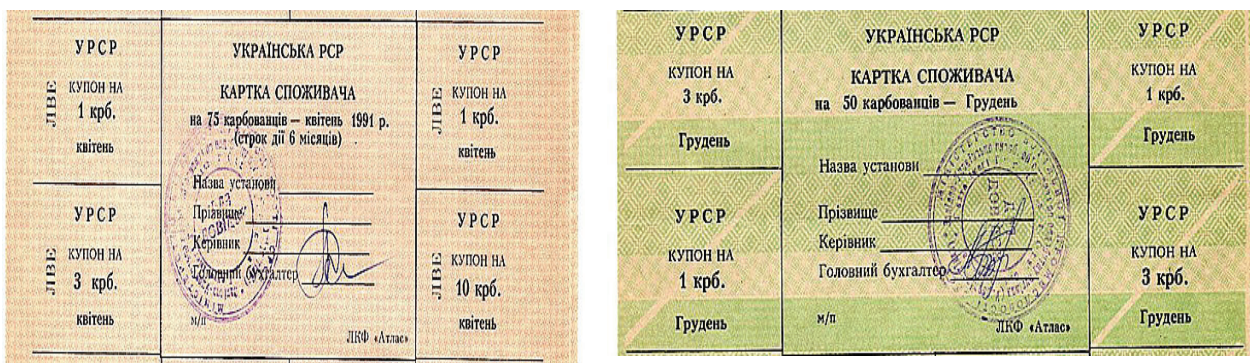 УРСР
КУПОН НА
1 крб.
квітень
ЛВЕ
УРСР
КУПОН НА
3 крб.
квітень
ЛВЕ
УКРАЇНСЬКА РСР
КАРТКА СПОЖИВАЧА
на 75 карбованців — квітень 1991 р.
(строк дії 6 місяців)
Назва установи
Прізвище
Керівник
Головний бухгалтер
м/п
ЛКФ «Атлас»
УРСР
КУПОН НА
1 крб.
квітень
ЛВЕ
УРСР
КУПОН НА
10 крб.
квітень
ЛВЕ
УРСР
КУПОН НА
3 крб.
Грудень
УРСР
КУПОН НА
1 крб.
Грудень
УКРАЇНСЬКА РСР
КАРТКА СПОЖИВАЧА
на 50 карбованців — Грудень
Назва установи
Прізвище
Керівник
Головний бухгалтер
м/п
ЛКФ «Атлас»
УРСР
КУПОН НА
1 крб.
Грудень
УРСР
КУПОН НА
3 крб.
Грудень